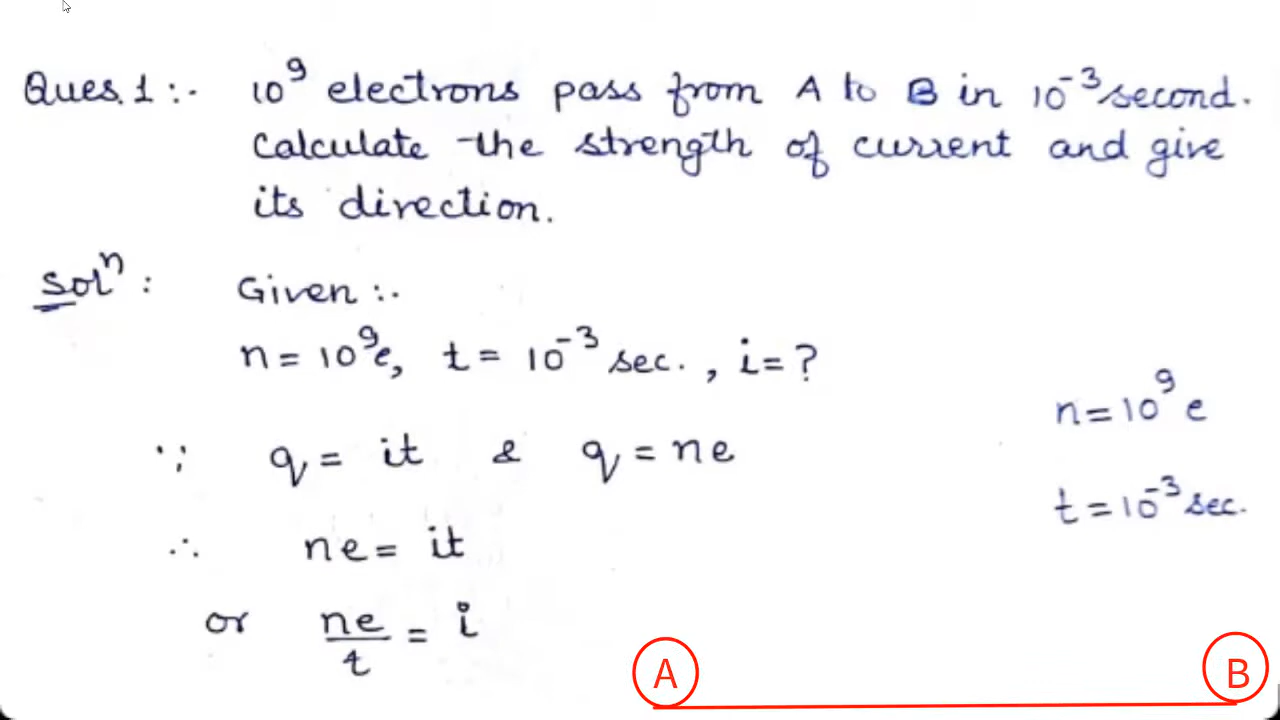 Ques.1:- 10⁹ electrons pass from A to B in 10⁻³ second.
Calculate the strength of current and give
its direction.
Solⁿ: Given :-
n = 10⁹e, t = 10⁻³ sec., i = ?
n = 10⁹ e
∵ q = it & q = ne
t = 10⁻³ sec.
∴ ne = it
or ne/t = i
A B